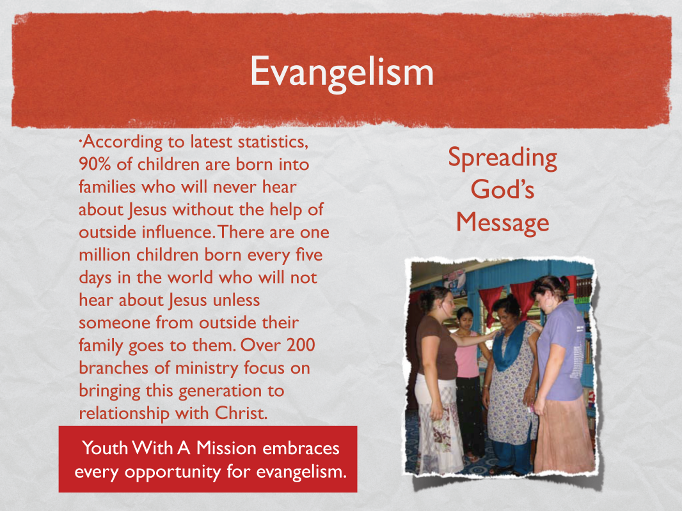 Evangelism
·According to latest statistics,
90% of children are born into
families who will never hear
about Jesus without the help of
outside influence. There are one
million children born every five
days in the world who will not
hear about Jesus unless
someone from outside their
family goes to them. Over 200
branches of ministry focus on
bringing this generation to
relationship with Christ.
Youth With A Mission embraces
every opportunity for evangelism.
Spreading
God’s
Message